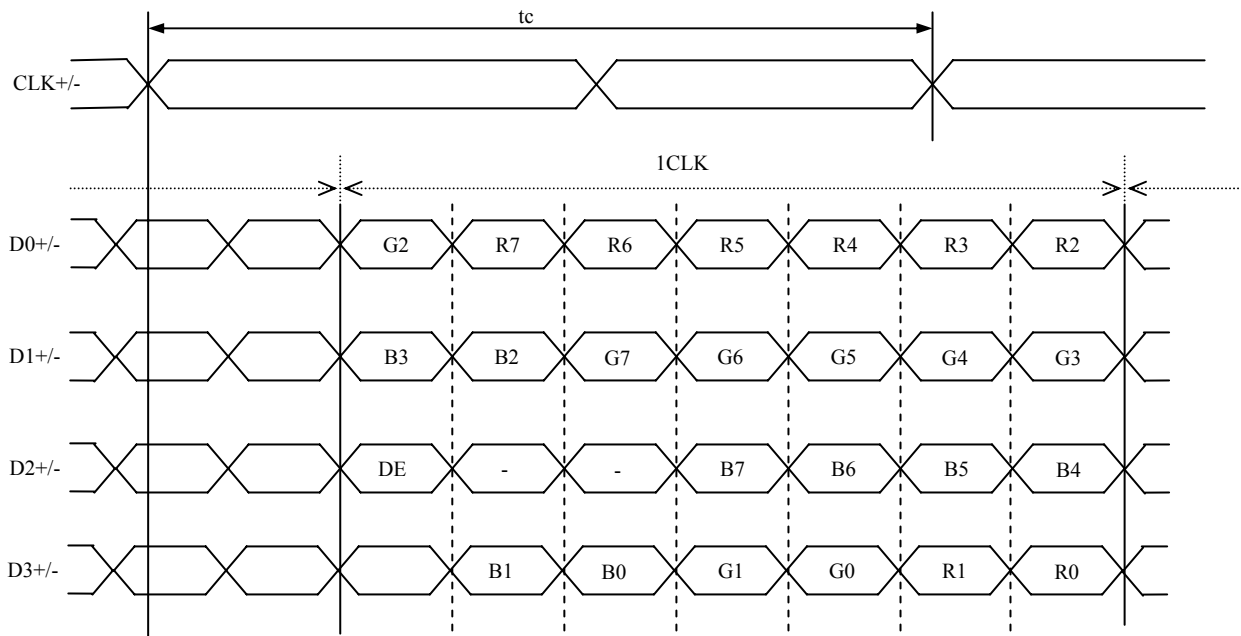 tc
CLK+/-
1CLK
D0+/- G2 R7 R6 R5 R4 R3 R2
D1+/- B3 B2 G7 G6 G5 G4 G3
D2+/- DE - - B7 B6 B5 B4
D3+/- B1 B0 G1 G0 R1 R0